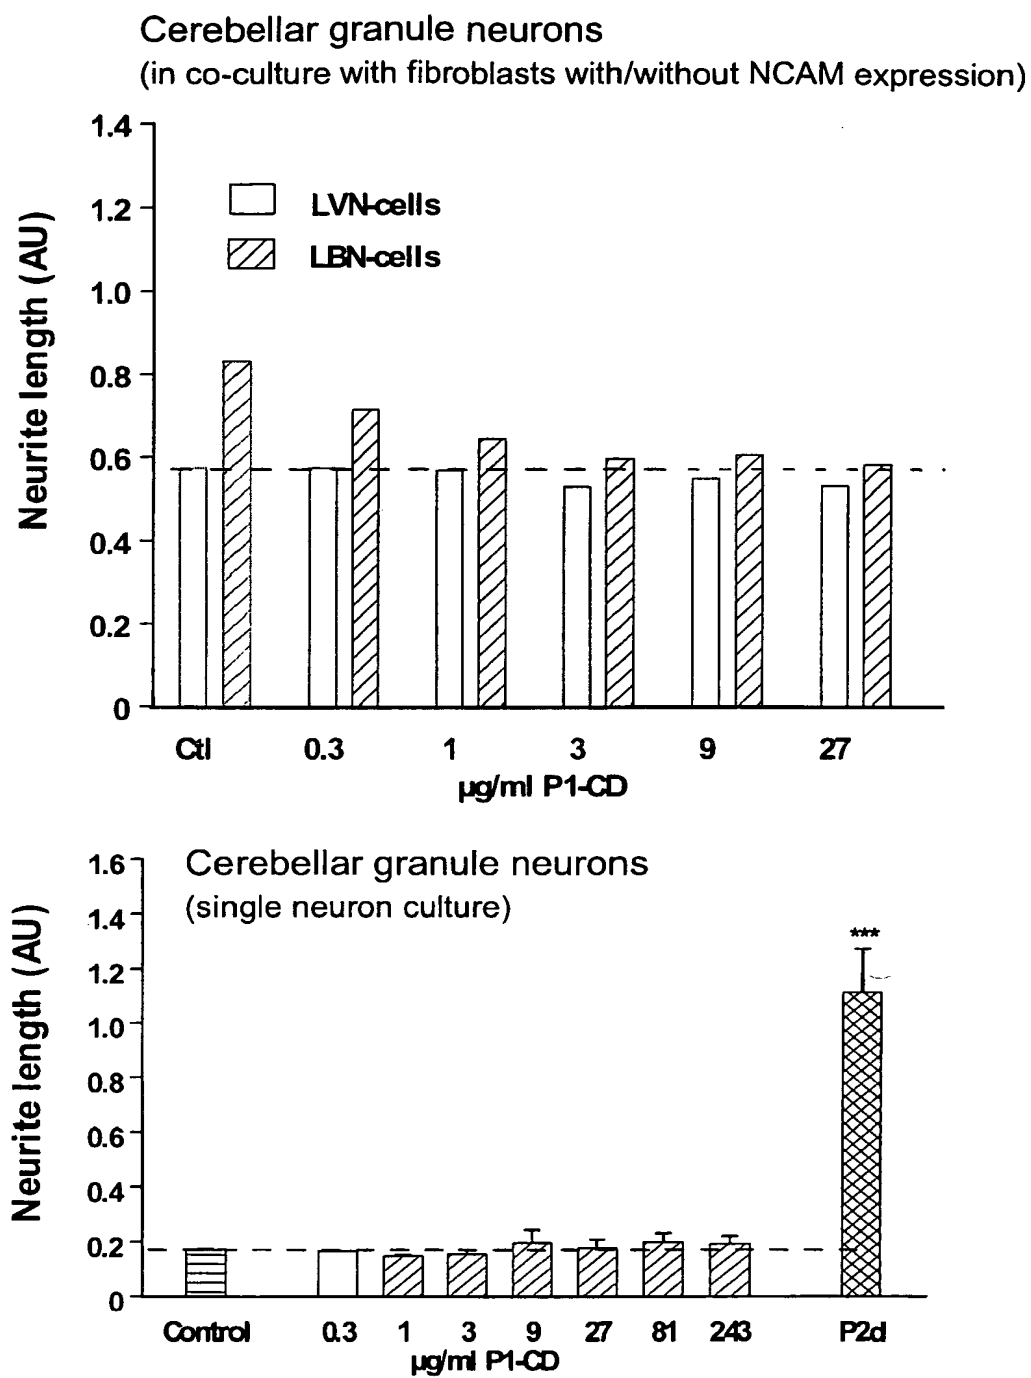 Cerebellar granule neurons
(in co-culture with fibroblasts with/without NCAM expression)
Neurite length (AU)
1.4
1.2
1.0
0.8
0.6
0.4
0.2
0
LVN-cells
LBN-cells
Ctl 0.3 1 3 9 27
µg/ml P1-CD
Cerebellar granule neurons
(single neuron culture)
Neurite length (AU)
1.6
1.4
1.2
1.0
0.8
0.6
0.4
0.2
0
***
Control 0.3 1 3 9 27 81 243 P2d
µg/ml P1-CD